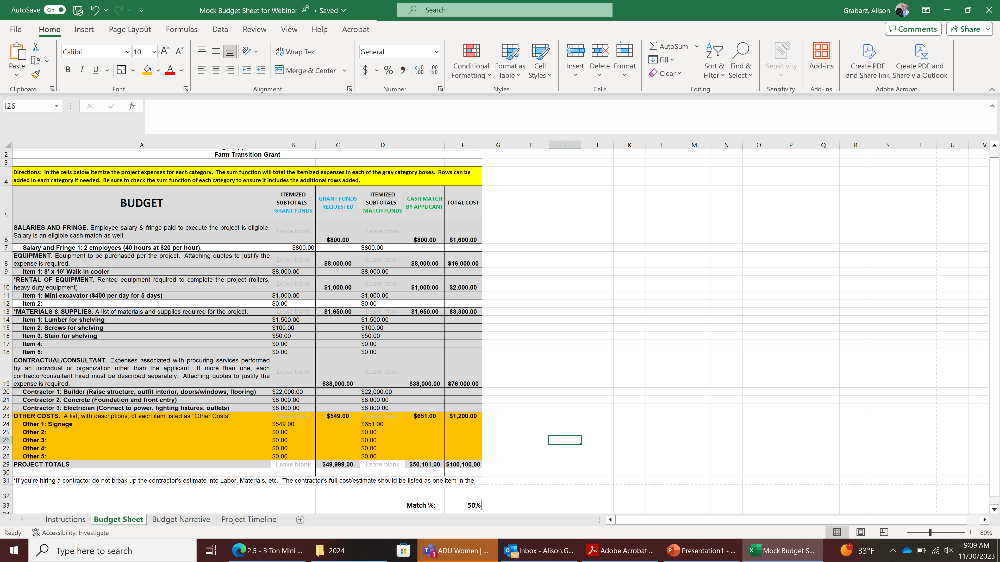 AutoSave On
Mock Budget Sheet for Webinar • Saved
Search
Grabarz, Alison
File Home Insert Page Layout Formulas Data Review View Help Acrobat
Comments Share
Paste
Clipboard
Calibri 10
B I U
Font
Wrap Text
Merge & Center
Alignment
General
$ % 
Number
Conditional Formatting
Format as Table
Cell Styles
Styles
Insert Delete Format
Cells
AutoSum
Fill
Clear
Sort & Filter
Find & Select
Editing
Sensitivity
Sensitivity
Add-ins
Add-ins
Create PDF and Share link
Create PDF and Share via Outlook
Adobe Acrobat
I26
fx
A B C D E F G H I J K L M N O P Q R S T U V
2 Farm Transition Grant
3
4 Directions: In the cells below itemize the project expenses for each category. The sum function will total the itemized expenses in each of the gray category boxes. Rows can be
added in each category if needed. Be sure to check the sum function of each category to ensure it includes the additional rows added.
5 BUDGET
ITEMIZED SUBTOTALS - GRANT FUNDS
GRANT FUNDS REQUESTED
ITEMIZED SUBTOTALS - MATCH FUNDS
CASH MATCH BY APPLICANT
TOTAL COST
6 SALARIES AND FRINGE. Employee salary & fringe paid to execute the project is eligible.
Salary is an eligible cash match as well.
Leave blank $800.00 Leave blank $800.00 $1,600.00
7 Salary and Fringe 1: 2 employees (40 hours at $20 per hour). $800.00 $800.00
8 EQUIPMENT. Equipment to be purchased per the project. Attaching quotes to justify the
expense is required.
Leave blank $8,000.00 Leave blank $8,000.00 $16,000.00
9 Item 1: 8' x 10' Walk-in cooler $8,000.00 $8,000.00
10 *RENTAL OF EQUIPMENT. Rented equipment required to complete the project (rollers,
heavy duty equipment)
Leave blank $1,000.00 Leave blank $1,000.00 $2,000.00
11 Item 1: Mini excavator ($400 per day for 5 days) $1,000.00 $1,000.00
12 Item 2: $0.00 $0.00
13 *MATERIALS & SUPPLIES. A list of materials and supplies required for the project. Leave blank $1,650.00 Leave blank $1,650.00 $3,300.00
14 Item 1: Lumber for shelving $1,500.00 $1,500.00
15 Item 2: Screws for shelving $100.00 $100.00
16 Item 3: Stain for shelving $50.00 $50.00
17 Item 4: $0.00 $0.00
18 Item 5: $0.00 $0.00
19 CONTRACTUAL/CONSULTANT. Expenses associated with procuring services performed
by an individual or organization other than the applicant. If more than one, each
contractor/consultant hired must be described separately. Attaching quotes to justify the
expense is required.
Leave blank $38,000.00 Leave blank $38,000.00 $76,000.00
20 Contractor 1: Builder (Raise structure, outfit interior, doors/windows, flooring) $22,000.00 $22,000.00
21 Contractor 2: Concrete (Foundation and front entry) $8,000.00 $8,000.00
22 Contractor 3: Electrician (Connect to power, lighting fixtures, outlets) $8,000.00 $8,000.00
23 OTHER COSTS. A list, with descriptions, of each item listed as "Other Costs" Leave blank $549.00 Leave blank $651.00 $1,200.00
24 Other 1: Signage $549.00 $651.00
25 Other 2: $0.00 $0.00
26 Other 3: $0.00 $0.00
27 Other 4: $0.00 $0.00
28 Other 5: $0.00 $0.00
29 PROJECT TOTALS Leave blank $49,999.00 Leave blank $50,101.00 $100,100.00
30
31 *If you're hiring a contractor do not break up the contractor's estimate into Labor, Materials, etc. The contractor's full cost/estimate should be listed as one item in the
32
33 Match %: 50%
Instructions Budget Sheet Budget Narrative Project Timeline
Ready Accessibility: Investigate 80%
Type here to search
2.5 - 3 Ton Mini ...
2024
ADU Women | ...
Inbox - Alison.G...
Adobe Acrobat ...
Presentation1 - ...
Mock Budget S...
33°F
9:09 AM
11/30/2023